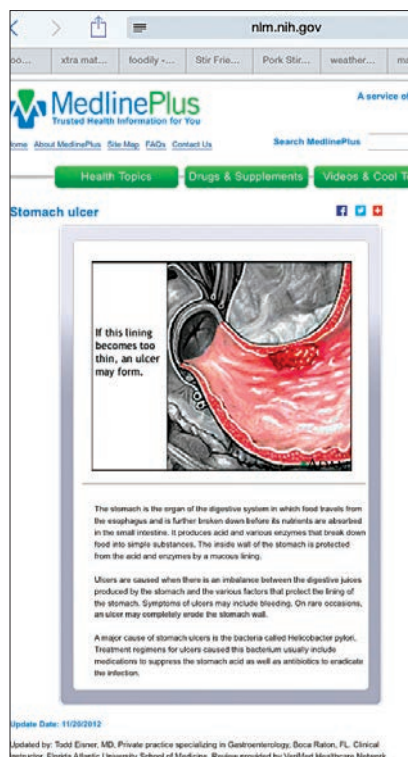 nlm.nih.gov
xtra mat...
foodily -...
Stir Frie...
Pork Stir...
weather...
MedlinePlus
Trusted Health Information for You
A service of
ome About MedlinePlus Site Map FAQs Contact Us
Search MedlinePlus
Health Topics Drugs & Supplements Videos & Cool To
Stomach ulcer
If this lining
becomes too
thin, an ulcer
may form.
The stomach is the organ of the digestive system in which food travels from
the esophagus and is further broken down before its nutrients are absorbed
in the small intestine. It produces acid and various enzymes that break down
food into simple substances. The inside wall of the stomach is protected
from the acid and enzymes by a mucous lining.
Ulcers are caused when there is an imbalance between the digestive juices
produced by the stomach and the various factors that protect the lining of
the stomach. Symptoms of ulcers may include bleeding. On rare occasions,
an ulcer may completely erode the stomach wall.
A major cause of stomach ulcers is the bacteria called Helicobacter pylori.
Treatment regimens for ulcers caused this bacterium usually include
medications to suppress the stomach acid as well as antibiotics to eradicate
the infection.
Update Date: 11/20/2012
Updated by: Todd Eisner, MD, Private practice specializing in Gastroenterology, Boca Raton, FL. Clinical
Instructor, Florida Atlantic University School of Medicine. Review provided by VeriMed Healthcare Network